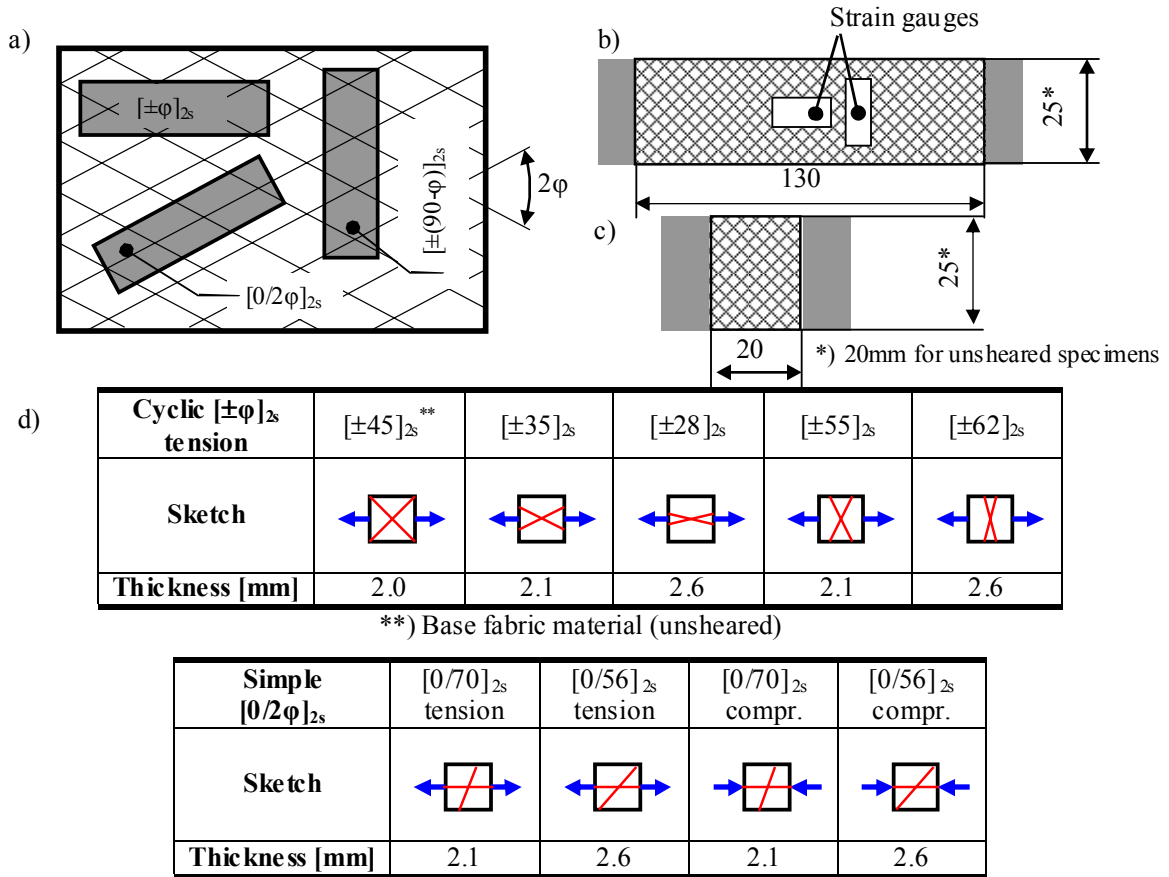 a)
[±φ]2s
[0/2φ]2s
[±(90-φ)]2s
2φ
b)
Strain gauges
25*
130
c)
25*
20
*) 20mm for unsheared specimens
d)
Cyclic [±φ]2s tension [±45]2s** [±35]2s [±28]2s [±55]2s [±62]2s
Sketch
Thickness [mm] 2.0 2.1 2.6 2.1 2.6
**) Base fabric material (unsheared)
Simple [0/2φ]2s [0/70]2s tension [0/56]2s tension [0/70]2s compr. [0/56]2s compr.
Sketch
Thickness [mm] 2.1 2.6 2.1 2.6